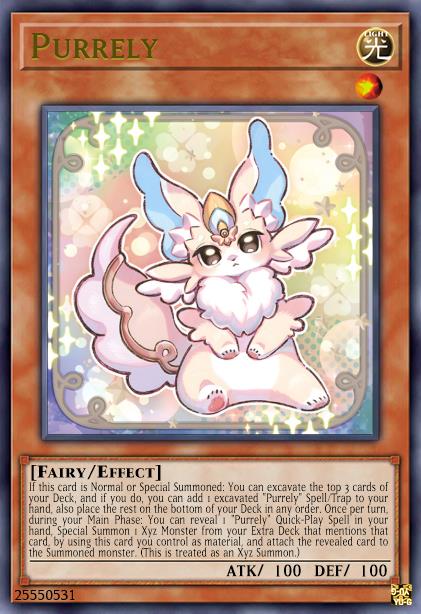 PURRELY
LIGHT
光
[FAIRY/EFFECT]
If this card is Normal or Special Summoned: You can excavate the top 3 cards
of your Deck, and if you do, you can add 1 excavated "Purrely" Spell/Trap to your
hand, also place the rest on the bottom of your Deck in any order. Once per turn,
during your Main Phase: You can reveal 1 "Purrely" Quick-Play Spell in your
hand, Special Summon 1 Xyz Monster from your Extra Deck that mentions that
card, by using this card you control as material, and attach the revealed card to
the Summoned monster. (This is treated as an Xyz Summon.)
ATK/ 100 DEF/ 100
25550531